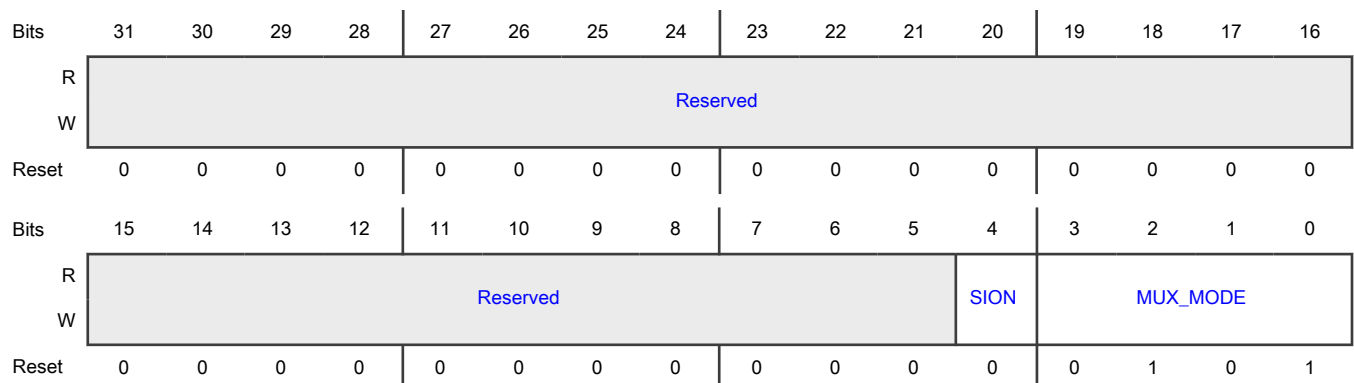 Bits 31 30 29 28 27 26 25 24 23 22 21 20 19 18 17 16
R
Reserved
W
Reset 0 0 0 0 0 0 0 0 0 0 0 0 0 0 0 0
Bits 15 14 13 12 11 10 9 8 7 6 5 4 3 2 1 0
R
Reserved SION MUX_MODE
W
Reset 0 0 0 0 0 0 0 0 0 0 0 0 0 1 0 1